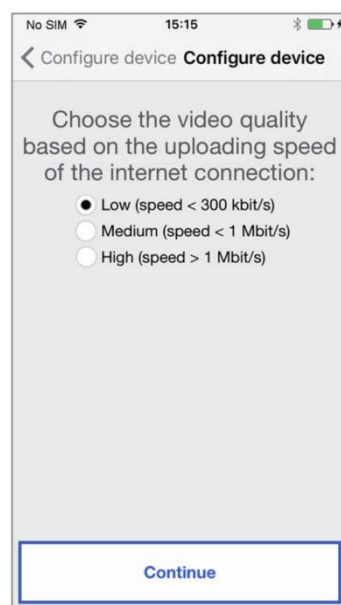 No SIM 15:15
Configure device Configure device
Choose the video quality
based on the uploading speed
of the internet connection:
Low (speed < 300 kbit/s)
Medium (speed < 1 Mbit/s)
High (speed > 1 Mbit/s)
Continue